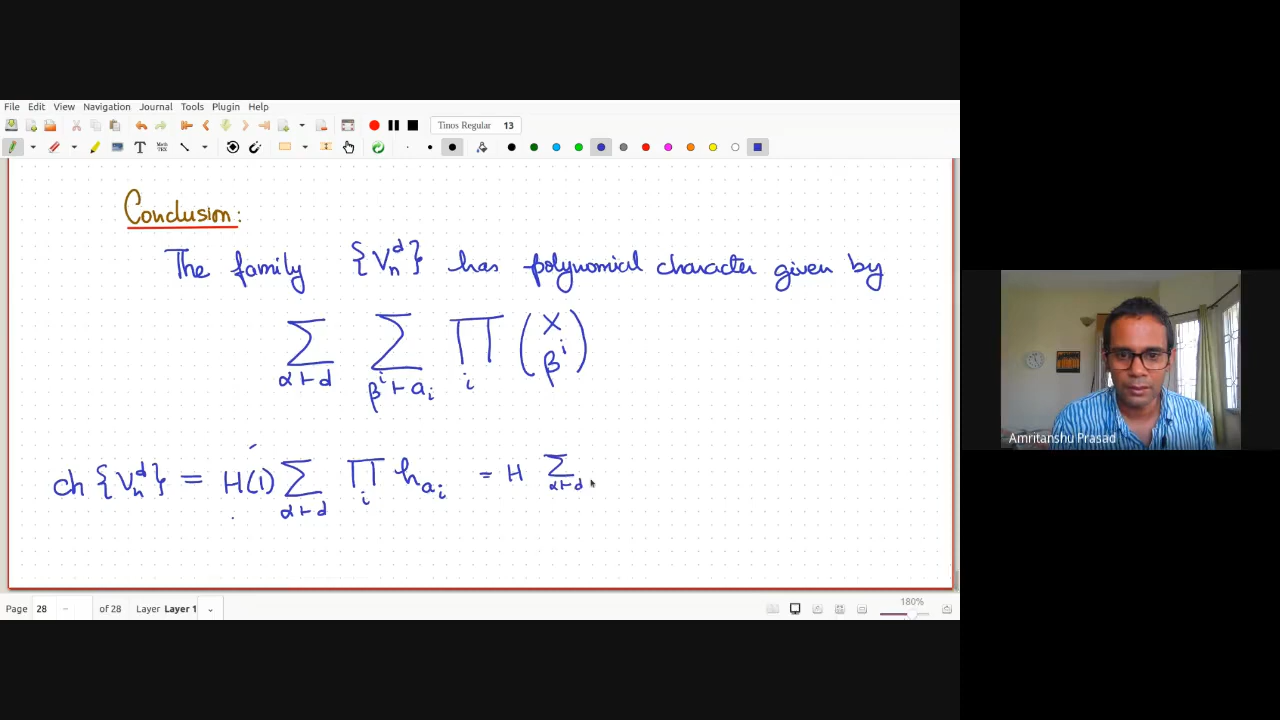 File Edit View Navigation Journal Tools Plugin Help
Tinos Regular 13
T Math TEX
Conclusion:
The family {V_n^d} has polynomial character given by
∑_{α⊢d} ∑_{β^i⊢a_i} ∏_i (X β^i)
ch {V_n^d} = H(1) ∑_{α⊢d} ∏_i h_{a_i} = H ∑_{α⊢d}
Amritanshu Prasad
Page 28 of 28 Layer Layer 1 180%